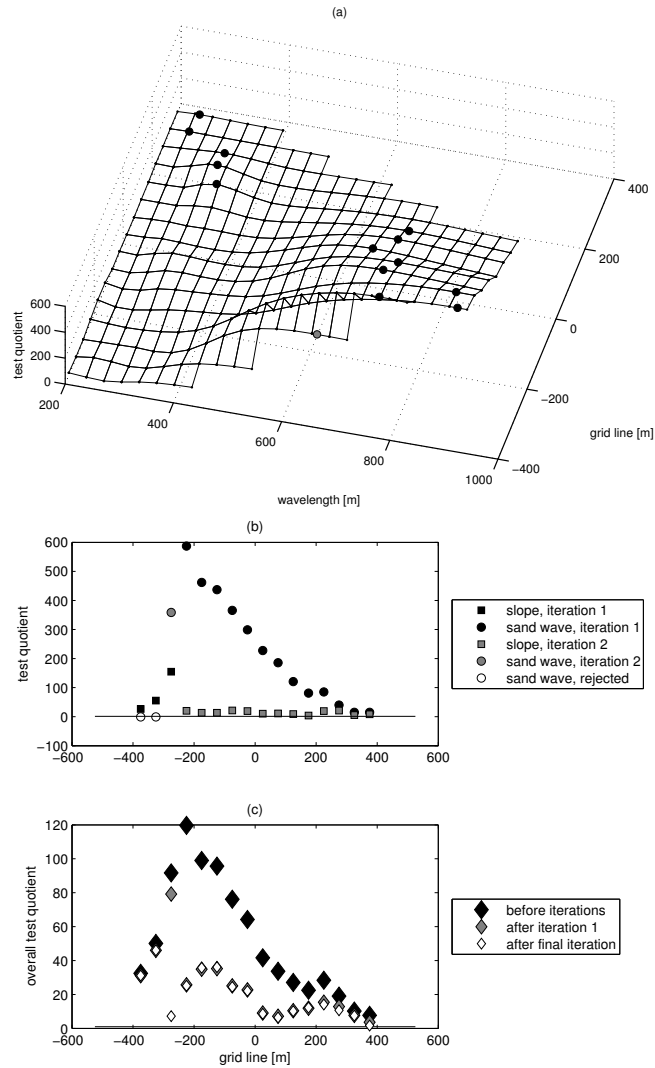 (a)
600
400
200
0
test quotient
200
400
600
800
1000
wavelength [m]
400
200
0
−200
−400
grid line [m]
(b)
600
500
400
300
200
100
0
−100
test quotient
−600
−400
−200
0
200
400
600
slope, iteration 1
sand wave, iteration 1
slope, iteration 2
sand wave, iteration 2
sand wave, rejected
(c)
120
100
80
60
40
20
0
overall test quotient
−600
−400
−200
0
200
400
600
grid line [m]
before iterations
after iteration 1
after final iteration